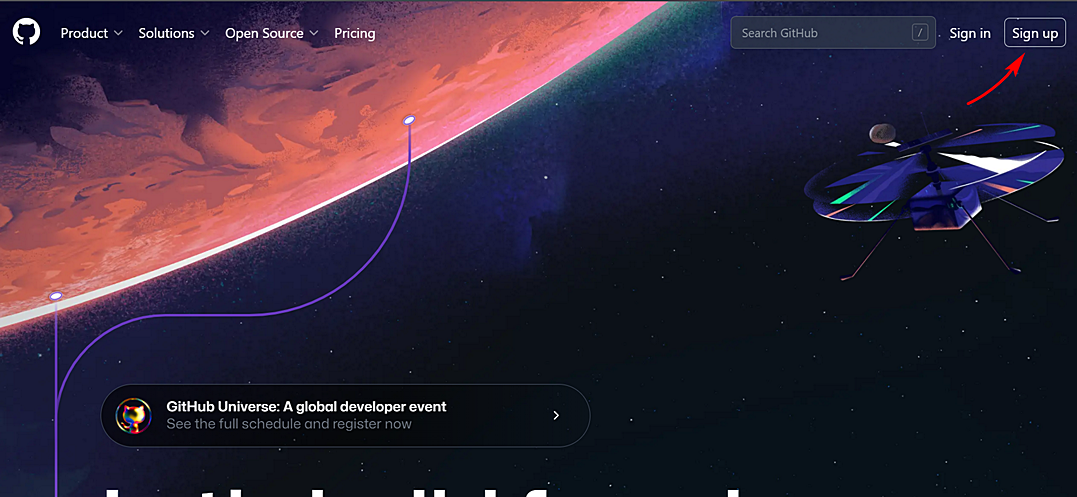 Product
Solutions
Open Source
Pricing
Search GitHub
/
Sign in
Sign up
GitHub Universe: A global developer event
See the full schedule and register now